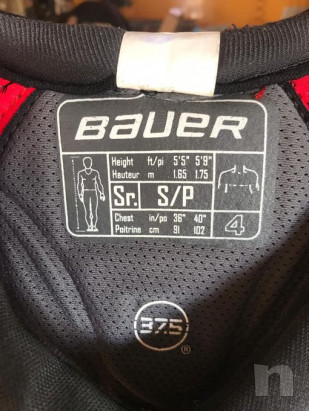 BAUER
Height ft/pi 5'5" 5'9"
Hauteur m 1.65 1.75
Sr. S/P
Chest in/po 36" 40"
Poitrine cm 91 102
4
37.5
®
n